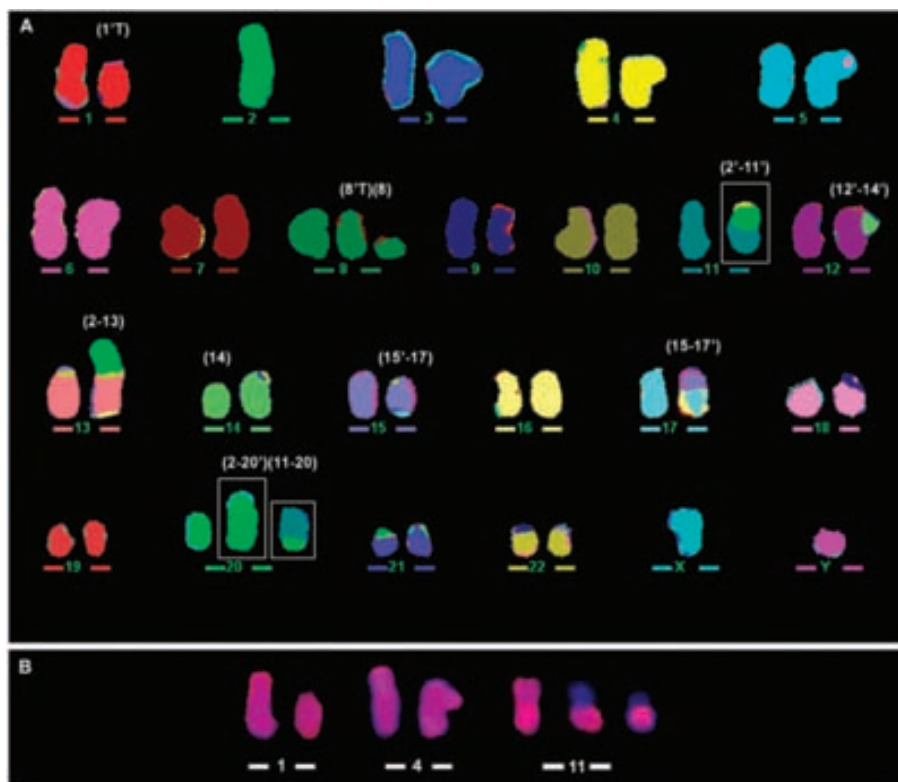 A
(1'T)
1 2 3 4 5
(8'T)(8) (2'-11') (12'-14')
6 7 8 9 10 11 12
(2-13)
(14) (15'-17) (15-17')
13 14 15 16 17 18
(2-20')(11-20)
19 20 21 22 X Y
B
1 4 11